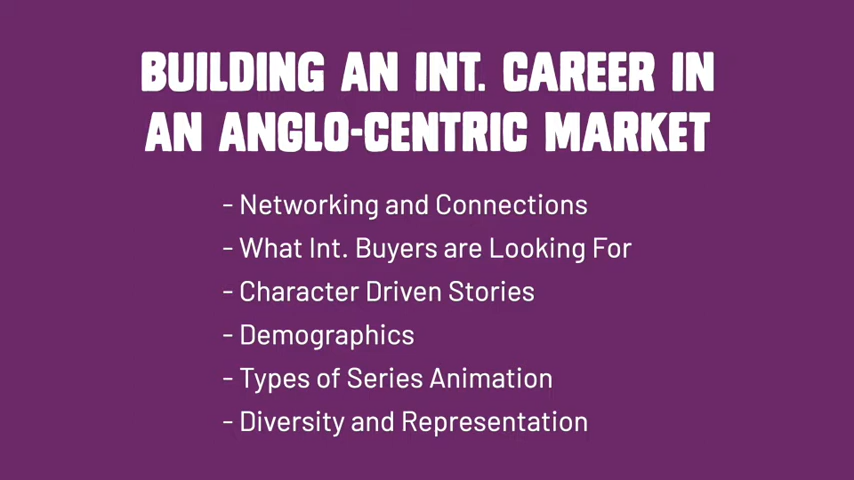 BUILDING AN INT. CAREER IN
AN ANGLO-CENTRIC MARKET
- Networking and Connections
- What Int. Buyers are Looking For
- Character Driven Stories
- Demographics
- Types of Series Animation
- Diversity and Representation